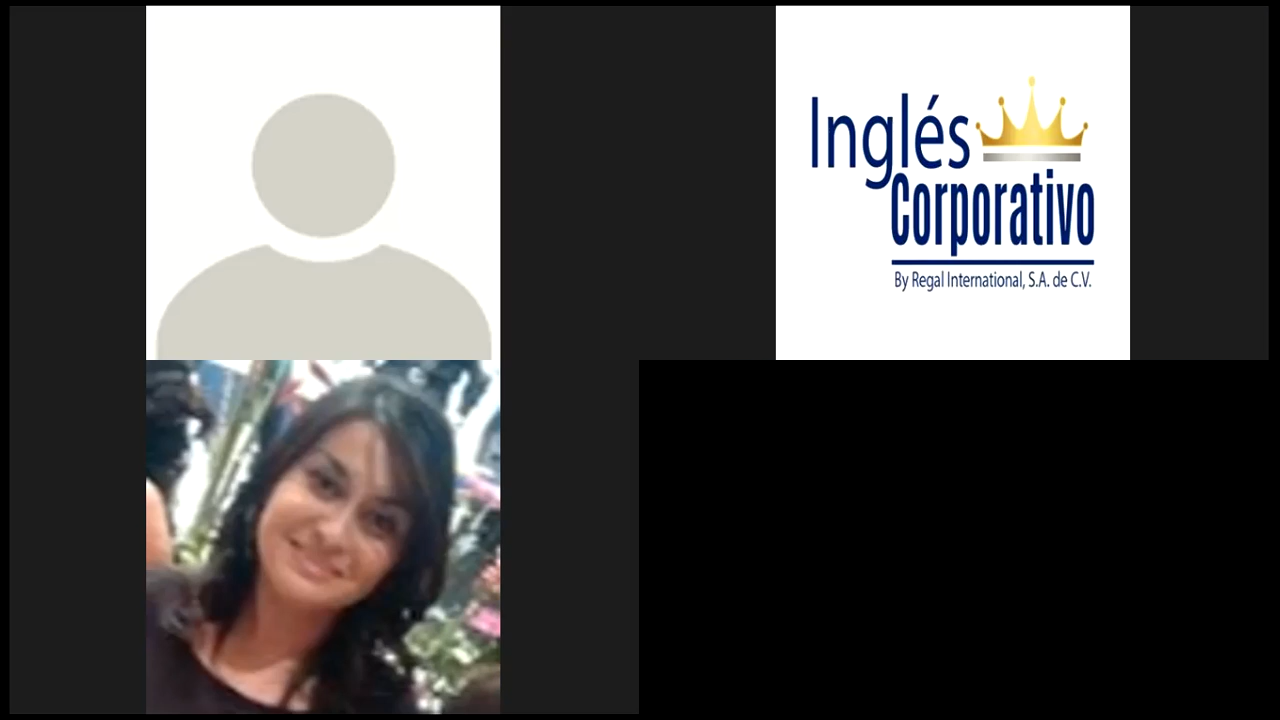 Inglés
Corporativo
By Regal International, S.A. de C.V.